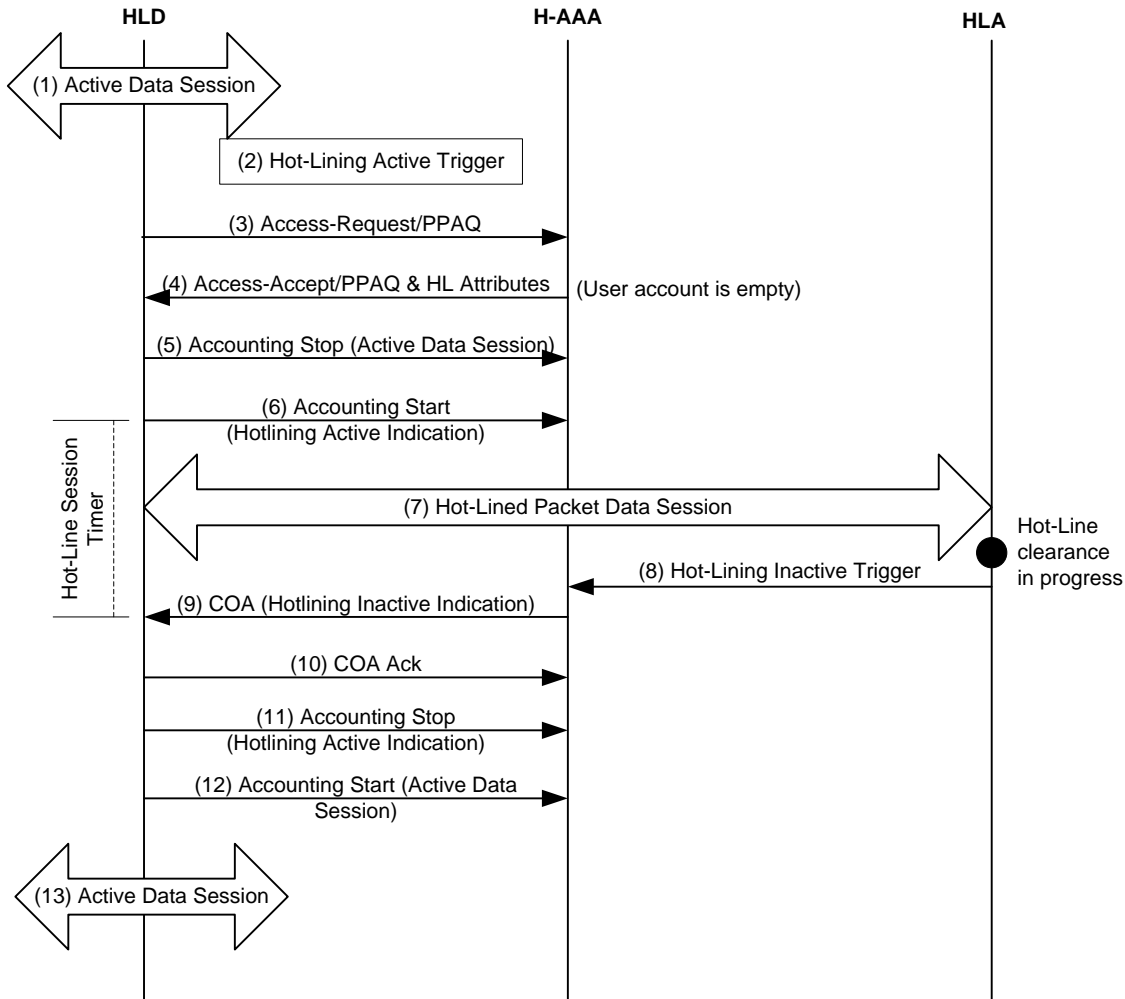 HLD
H-AAA
HLA
(1) Active Data Session
(2) Hot-Lining Active Trigger
(3) Access-Request/PPAQ
(4) Access-Accept/PPAQ & HL Attributes
(User account is empty)
(5) Accounting Stop (Active Data Session)
(6) Accounting Start
(Hotlining Active Indication)
Hot-Line Session
Timer
(7) Hot-Lined Packet Data Session
Hot-Line
clearance
in progress
(8) Hot-Lining Inactive Trigger
(9) COA (Hotlining Inactive Indication)
(10) COA Ack
(11) Accounting Stop
(Hotlining Active Indication)
(12) Accounting Start (Active Data
Session)
(13) Active Data Session